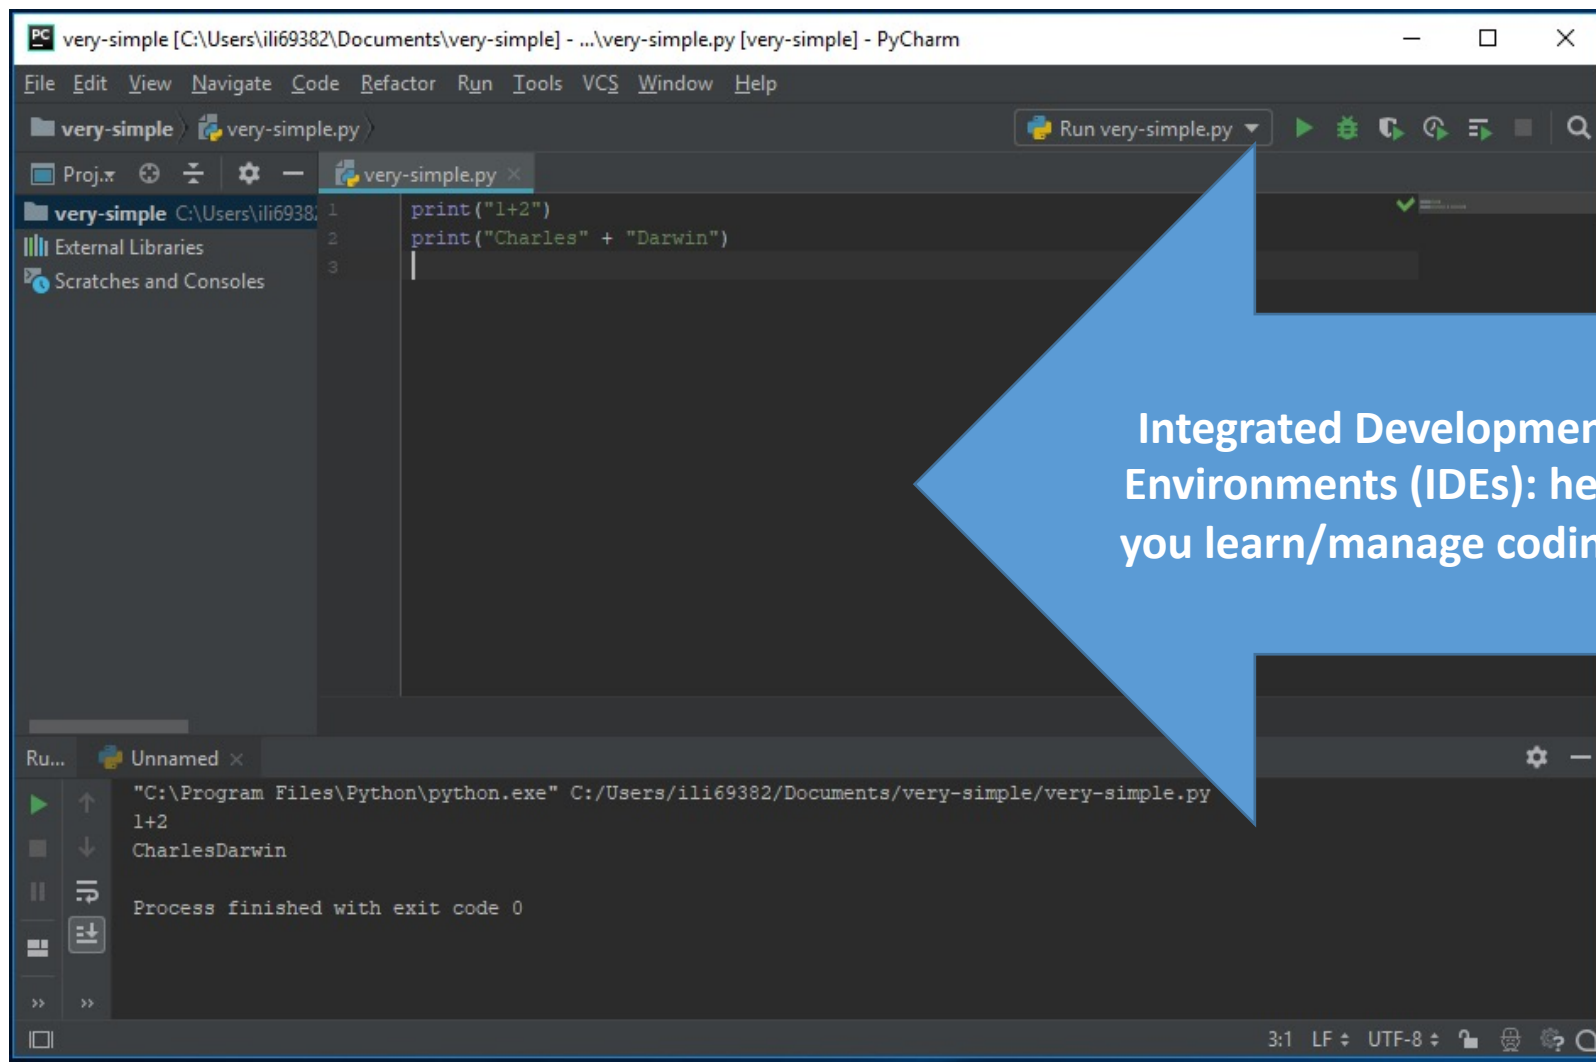 PC very-simple [C:\Users\ili69382\Documents\very-simple] - ...\very-simple.py [very-simple] - PyCharm
File Edit View Navigate Code Refactor Run Tools VCS Window Help
very-simple very-simple.py Run very-simple.py
Proj.. very-simple.py
very-simple C:\Users\ili6938
External Libraries
Scratches and Consoles
1 print("1+2")
2 print("Charles" + "Darwin")
3
Integrated Developmen
Environments (IDEs): he
you learn/manage codin
Ru... Unnamed
"C:\Program Files\Python\python.exe" C:/Users/ili69382/Documents/very-simple/very-simple.py
1+2
CharlesDarwin
Process finished with exit code 0
3:1 LF UTF-8